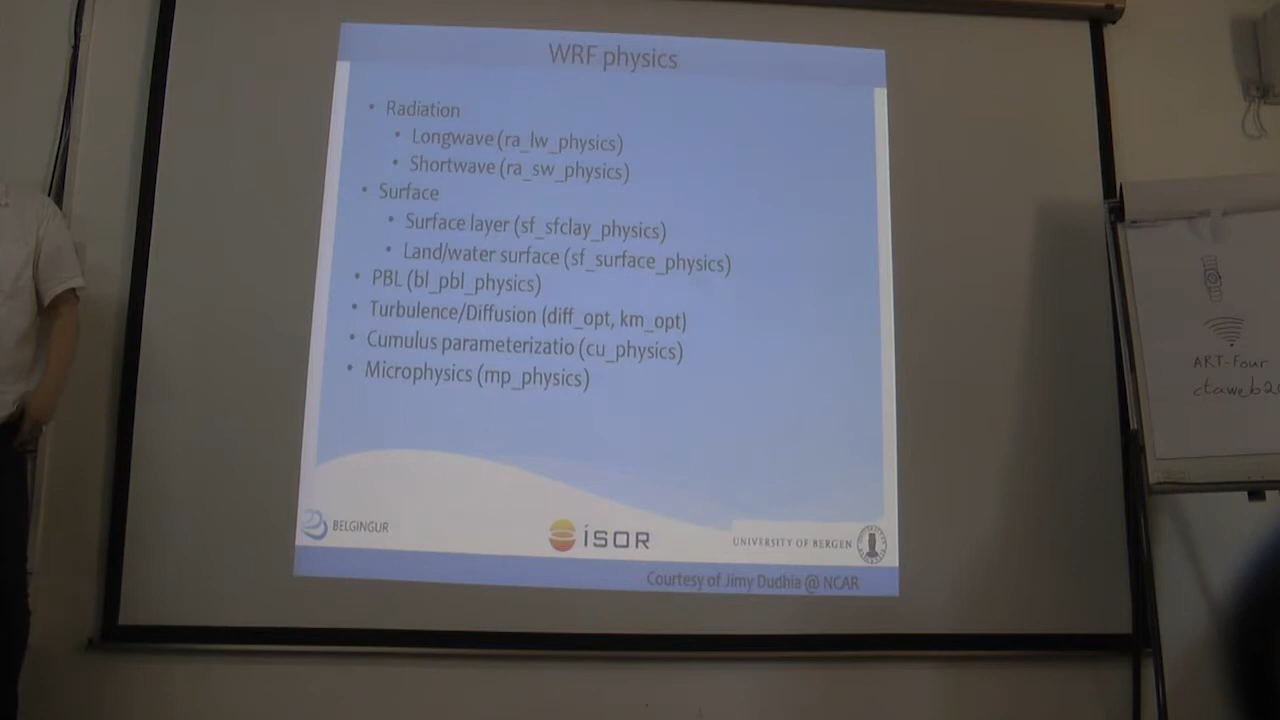 WRF physics
• Radiation
• Longwave (ra_lw_physics)
• Shortwave (ra_sw_physics)
• Surface
• Surface layer (sf_sfclay_physics)
• Land/water surface (sf_surface_physics)
• PBL (bl_pbl_physics)
• Turbulence/Diffusion (diff_opt, km_opt)
• Cumulus parameterizatio (cu_physics)
• Microphysics (mp_physics)
BELGINGUR
ÍSOR
UNIVERSITY OF BERGEN
Courtesy of Jimy Dudhia @ NCAR
ART-Four